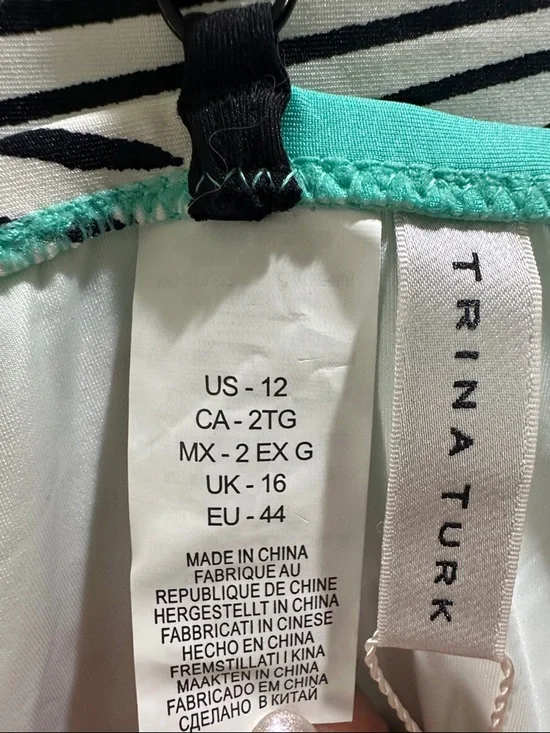 US - 12
CA - 2TG
MX - 2 EX G
UK - 16
EU - 44
MADE IN CHINA
FABRIQUE AU
REPUBLIQUE DE CHINE
HERGESTELLT IN CHINA
FABBRICATI IN CINESE
HECHO EN CHINA
FREMSTILLATI I KINA
MAAKTEN IN CHINA
FABRICADO EM CHINA
СДЕЛАНО В КИТАЙ
TRINA TURK